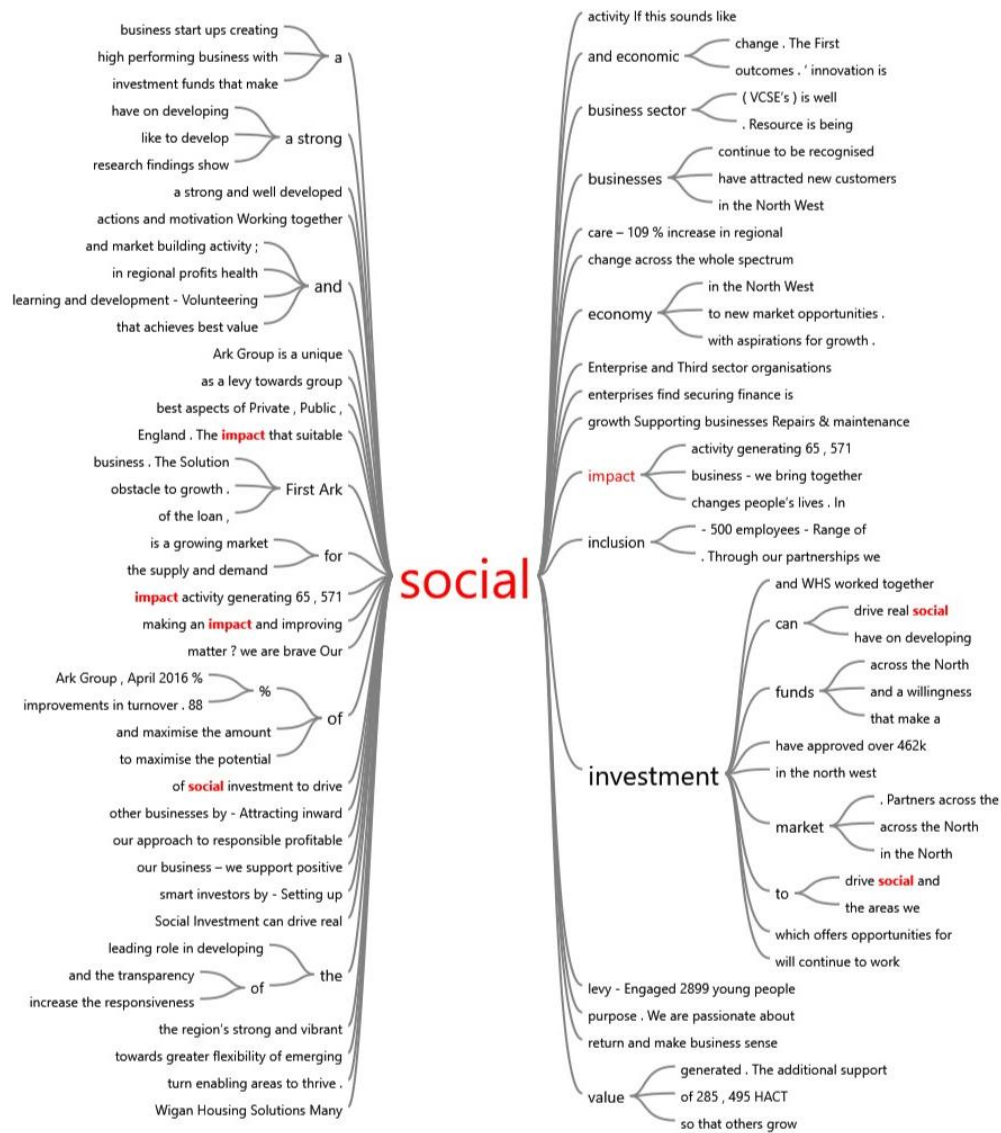 business start ups creating
high performing business with
investment funds that make
a
have on developing
like to develop
research findings show
a strong
a strong and well developed
actions and motivation Working together
and market building activity ;
in regional profits health
learning and development - Volunteering
that achieves best value
and
Ark Group is a unique
as a levy towards group
best aspects of Private , Public ,
England . The impact that suitable
business . The Solution
obstacle to growth .
of the loan ,
First Ark
is a growing market
the supply and demand
for
impact activity generating 65 , 571
making an impact and improving
matter ? we are brave Our
Ark Group , April 2016 %
improvements in turnover . 88
%
and maximise the amount
to maximise the potential
of
of social investment to drive
other businesses by - Attracting inward
our approach to responsible profitable
our business – we support positive
smart investors by - Setting up
Social Investment can drive real
leading role in developing
and the transparency
increase the responsiveness
of
the
the region's strong and vibrant
towards greater flexibility of emerging
turn enabling areas to thrive .
Wigan Housing Solutions Many
social
activity If this sounds like
and economic
change . The First
outcomes . ‘ innovation is
business sector
( VCSE’s ) is well
. Resource is being
businesses
continue to be recognised
have attracted new customers
in the North West
care – 109 % increase in regional
change across the whole spectrum
economy
in the North West
to new market opportunities .
with aspirations for growth .
Enterprise and Third sector organisations
enterprises find securing finance is
growth Supporting businesses Repairs & maintenance
impact
activity generating 65 , 571
business - we bring together
changes people’s lives . In
inclusion
- 500 employees - Range of
. Through our partnerships we
investment
and WHS worked together
can
drive real social
have on developing
funds
across the North
and a willingness
that make a
have approved over 462k
in the north west
market
. Partners across the
across the North
in the North
to
drive social and
the areas we
which offers opportunities for
will continue to work
levy - Engaged 2899 young people
purpose . We are passionate about
return and make business sense
value
generated . The additional support
of 285 , 495 HACT
so that others grow